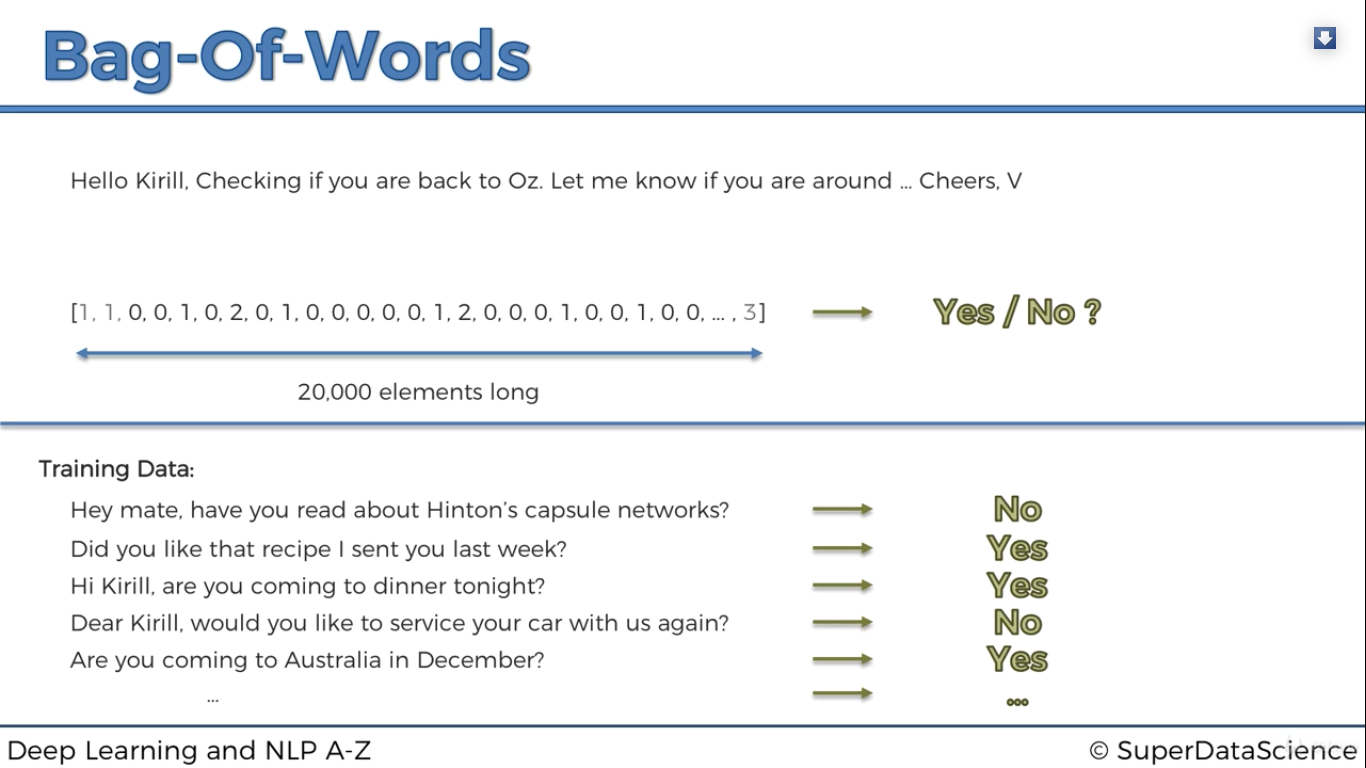 Bag-Of-Words
Hello Kirill, Checking if you are back to Oz. Let me know if you are around ... Cheers, V
[1, 1, 0, 0, 1, 0, 2, 0, 1, 0, 0, 0, 0, 0, 1, 2, 0, 0, 0, 1, 0, 0, 1, 0, 0, ... , 3]
Yes / No ?
20,000 elements long
Training Data:
Hey mate, have you read about Hinton's capsule networks?
No
Did you like that recipe I sent you last week?
Yes
Hi Kirill, are you coming to dinner tonight?
Yes
Dear Kirill, would you like to service your car with us again?
No
Are you coming to Australia in December?
Yes
...
...
Deep Learning and NLP A-Z
© SuperDataScience